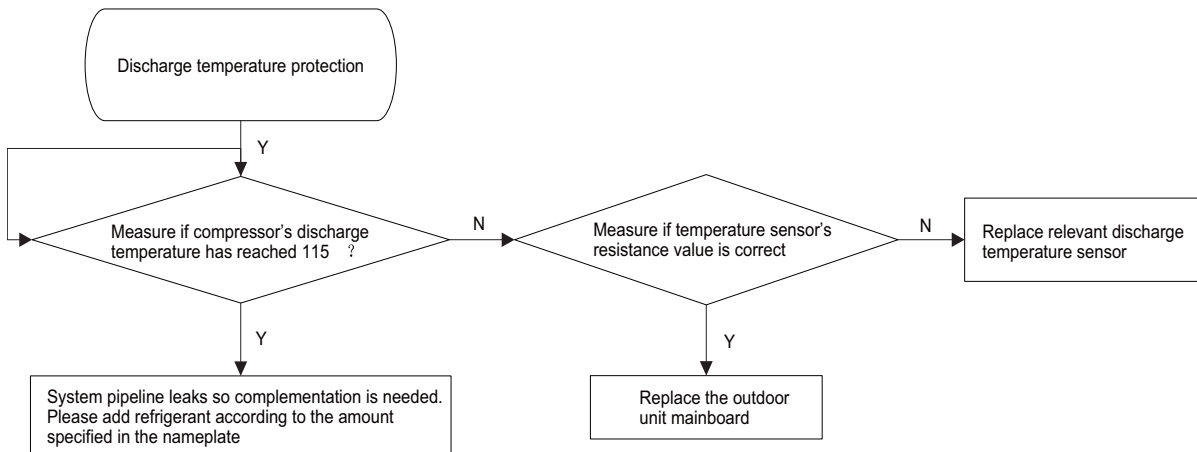 Discharge temperature protection
Y
Measure if compressor's discharge
temperature has reached 115 ?
N
Measure if temperature sensor's
resistance value is correct
N
Replace relevant discharge
temperature sensor
Y
System pipeline leaks so complementation is needed.
Please add refrigerant according to the amount
specified in the nameplate
Y
Replace the outdoor
unit mainboard